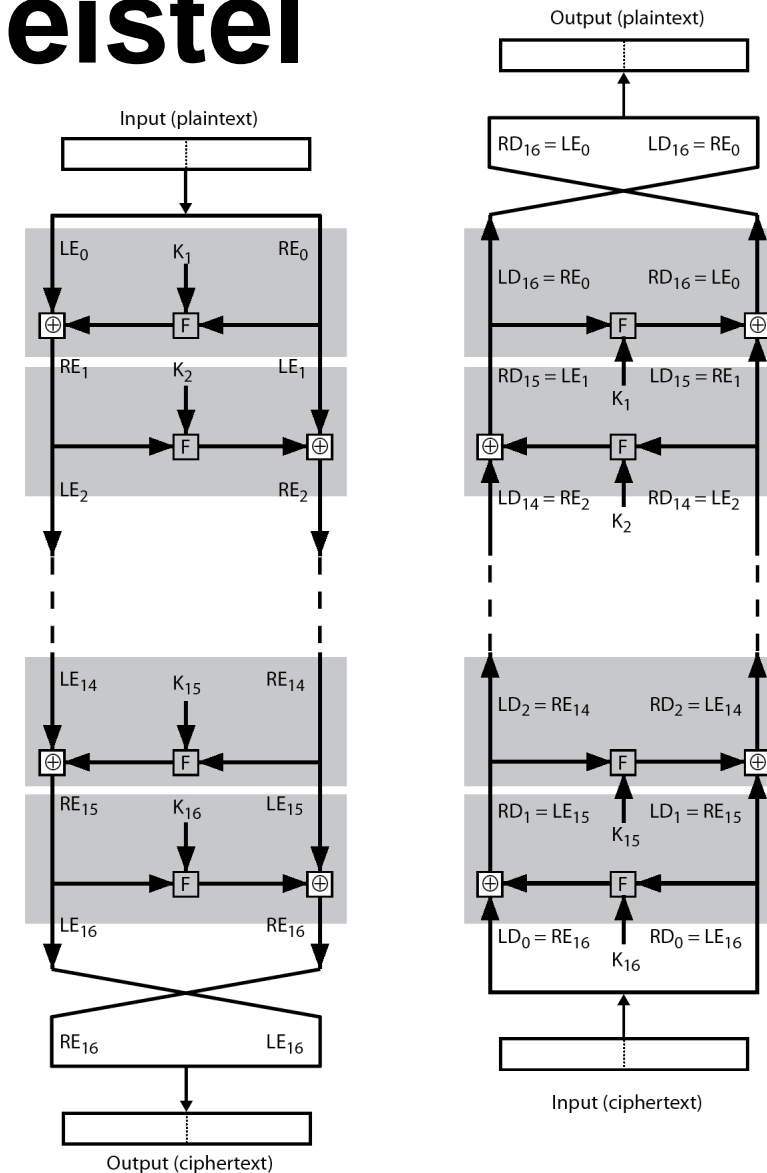 eistel
Input (plaintext)
LE0 K1 RE0
F
RE1 K2 LE1
F
LE2 RE2
LE14 K15 RE14
F
RE15 K16 LE15
F
LE16 RE16
RE16 LE16
Output (ciphertext)
Output (plaintext)
RD16 = LE0 LD16 = RE0
LD16 = RE0 RD16 = LE0
F
RD15 = LE1 LD15 = RE1
K1
F
LD14 = RE2 RD14 = LE2
K2
LD2 = RE14 RD2 = LE14
F
RD1 = LE15 LD1 = RE15
K15
F
LD0 = RE16 RD0 = LE16
K16
Input (ciphertext)